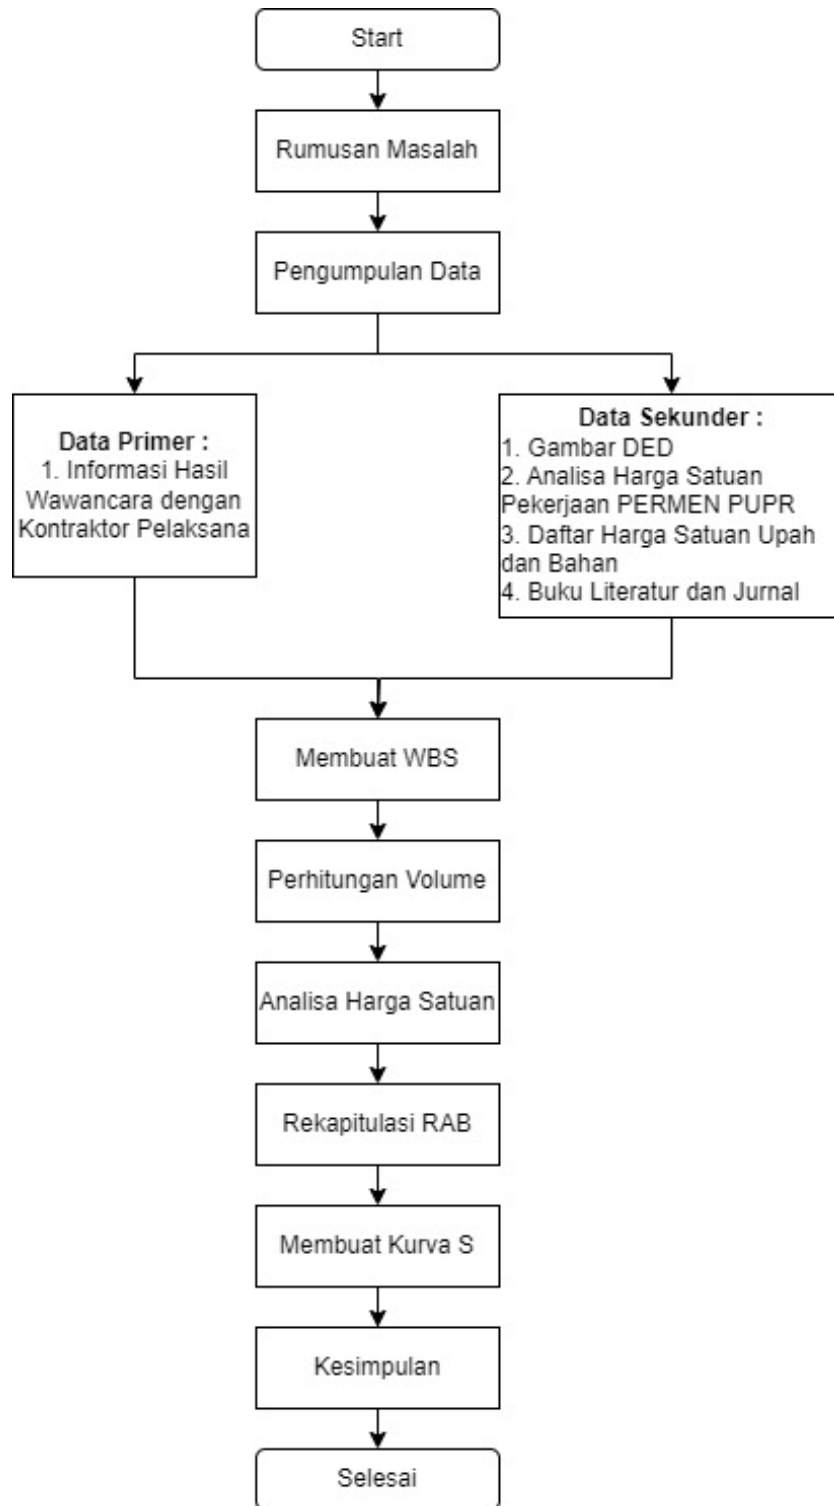 Start
Rumusan Masalah
Pengumpulan Data
Data Primer :
1. Informasi Hasil
Wawancara dengan
Kontraktor Pelaksana
Data Sekunder :
1. Gambar DED
2. Analisa Harga Satuan
Pekerjaan PERMEN PUPR
3. Daftar Harga Satuan Upah
dan Bahan
4. Buku Literatur dan Jurnal
Membuat WBS
Perhitungan Volume
Analisa Harga Satuan
Rekapitulasi RAB
Membuat Kurva S
Kesimpulan
Selesai